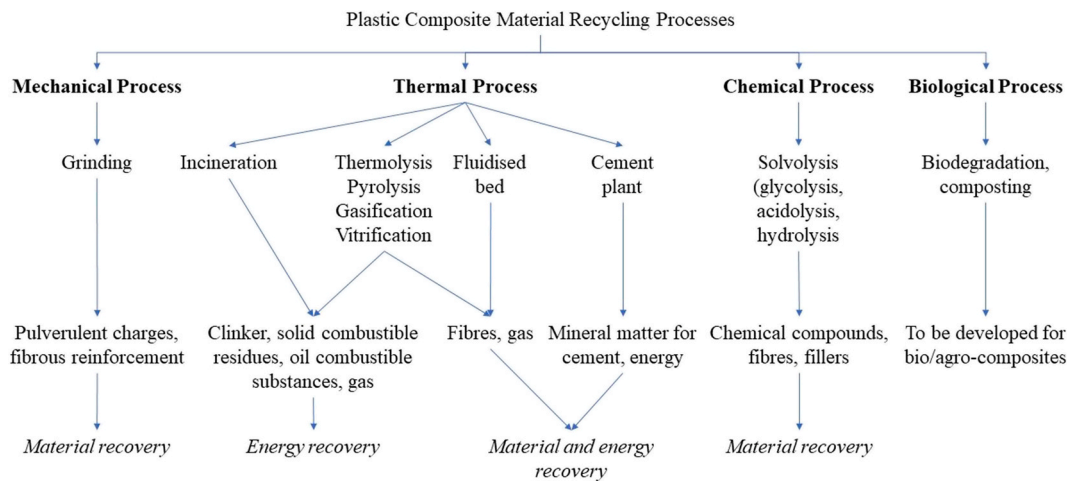 Plastic Composite Material Recycling Processes
Mechanical Process
Thermal Process
Chemical Process
Biological Process
Grinding
Incineration
Thermolysis
Pyrolysis
Gasification
Vitrification
Fluidised
bed
Cement
plant
Solvolysis
(glycolysis,
acidolysis,
hydrolysis
Biodegradation,
composting
Pulverulent charges,
fibrous reinforcement
Clinker, solid combustible
residues, oil combustible
substances, gas
Fibres, gas
Mineral matter for
cement, energy
Chemical compounds,
fibres, fillers
To be developed for
bio/agro-composites
Material recovery
Energy recovery
Material and energy
recovery
Material recovery